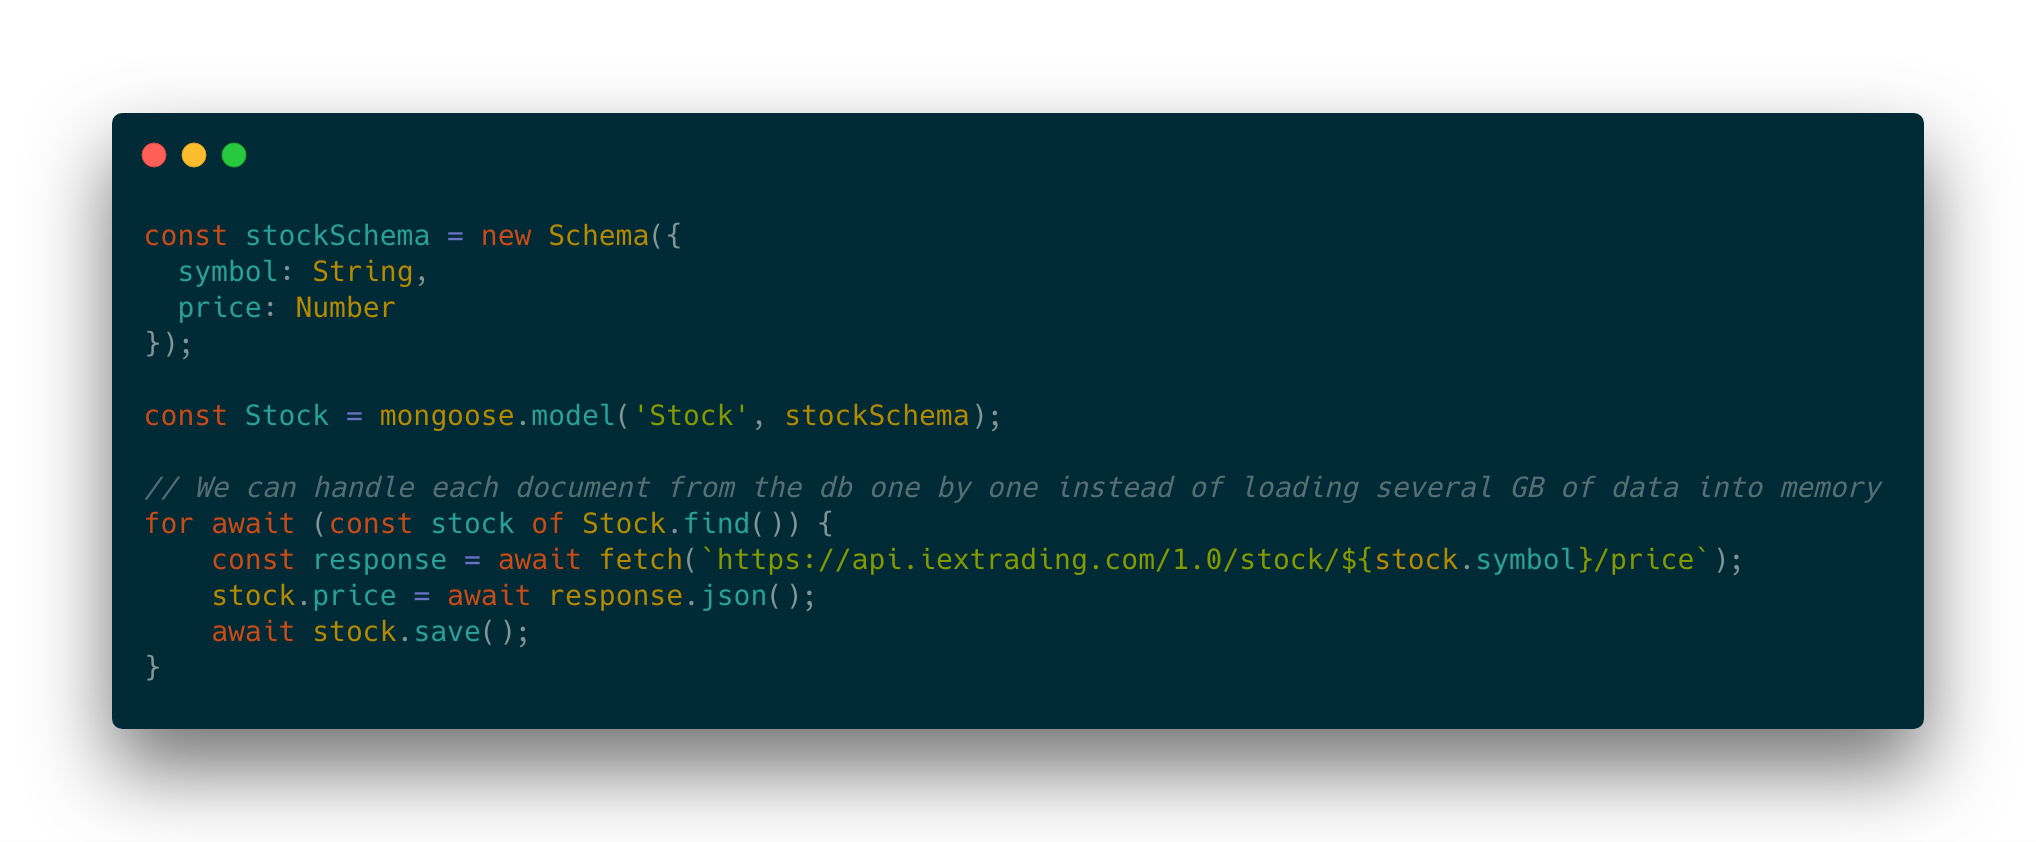 const stockSchema = new Schema({
  symbol: String,
  price: Number
});

const Stock = mongoose.model('Stock', stockSchema);

// We can handle each document from the db one by one instead of loading several GB of data into memory
for await (const stock of Stock.find()) {
    const response = await fetch(`https://api.iextrading.com/1.0/stock/${stock.symbol}/price`);
    stock.price = await response.json();
    await stock.save();
}